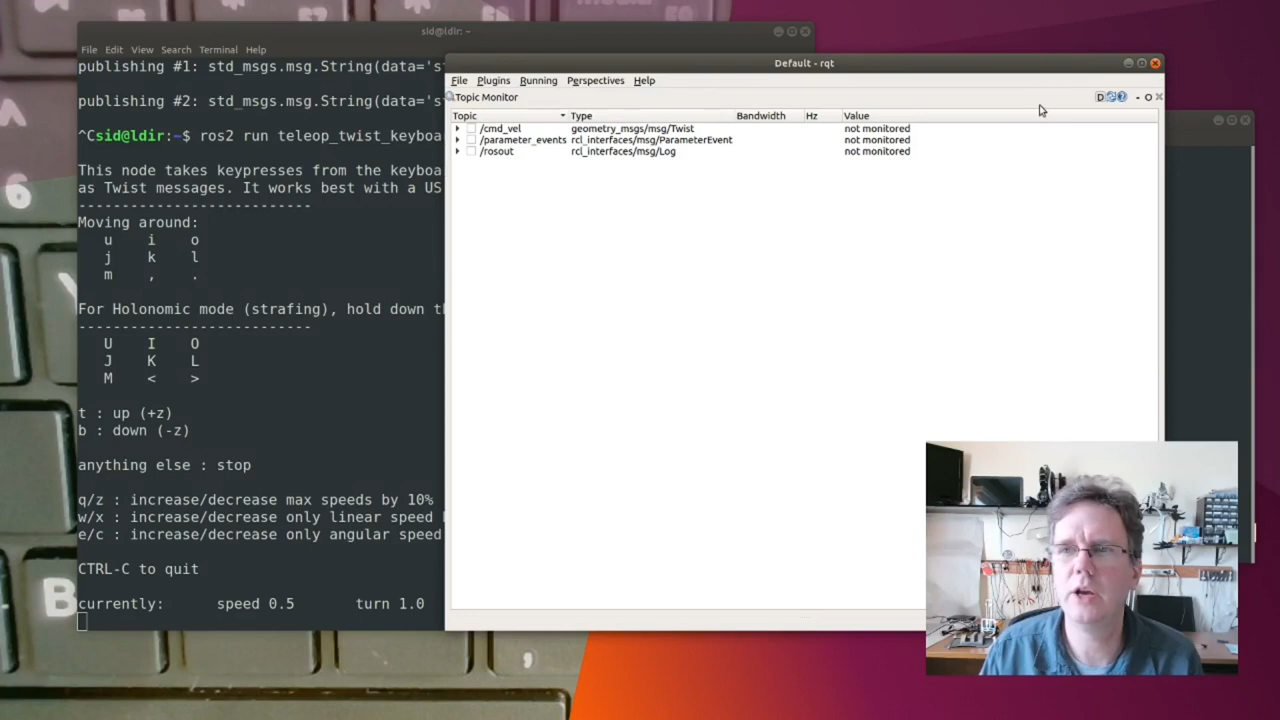 sid@ldir: ~
File Edit View Search Terminal Help
publishing #1: std_msgs.msg.String(data='s
publishing #2: std_msgs.msg.String(data='s
^Csid@ldir:~$ ros2 run teleop_twist_keyboa
This node takes keypresses from the keyboa
as Twist messages. It works best with a US
---------------------------
Moving around:
u i o
j k l
m , .
For Holonomic mode (strafing), hold down t
---------------------------
U I O
J K L
M < >
t : up (+z)
b : down (-z)
anything else : stop
q/z : increase/decrease max speeds by 10%
w/x : increase/decrease only linear speed
e/c : increase/decrease only angular speed
CTRL-C to quit
currently: speed 0.5 turn 1.0
Default - rqt
File Plugins Running Perspectives Help
Topic Monitor
D - O
Topic Type Bandwidth Hz Value
/cmd_vel geometry_msgs/msg/Twist not monitored
/parameter_events rcl_interfaces/msg/ParameterEvent not monitored
/rosout rcl_interfaces/msg/Log not monitored
A
6
B